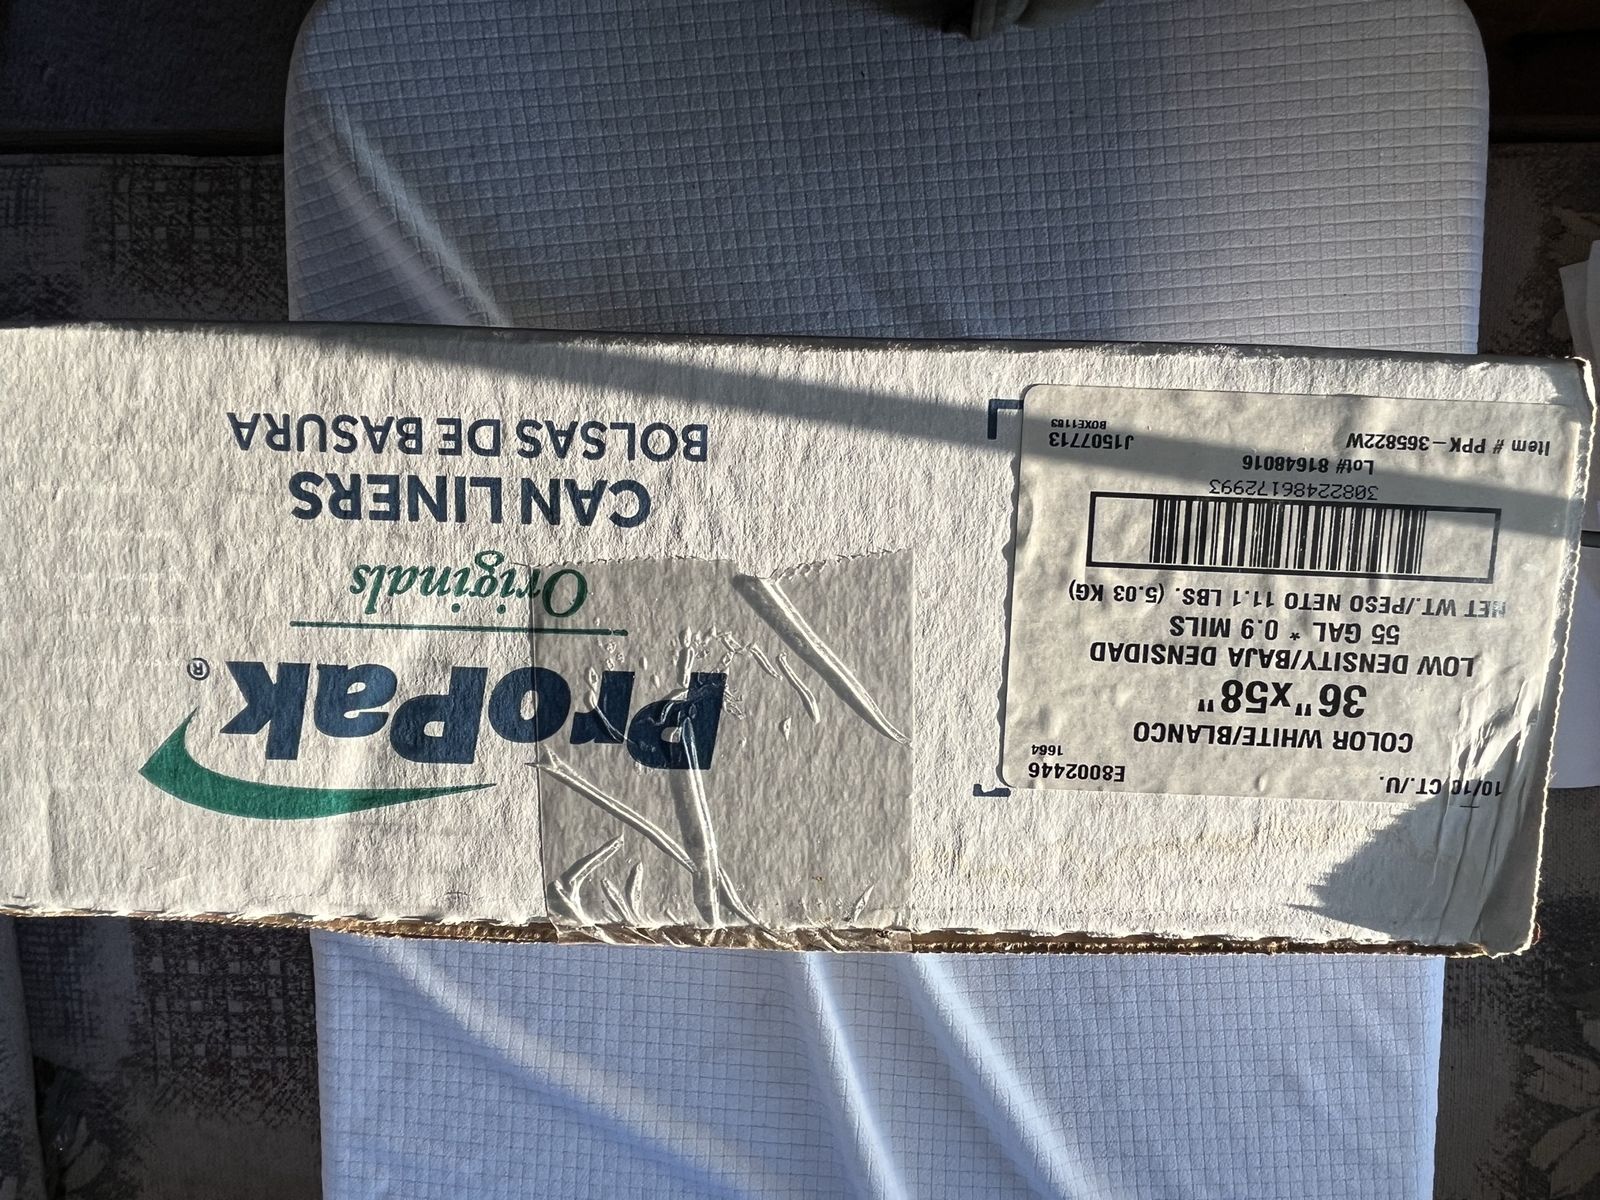 ProPak®
Originals
CAN LINERS
BOLSAS DE BASURA
10/10 CT./U.
E8002446
1664
COLOR WHITE/BLANCO
36"x58"
LOW DENSITY/BAJA DENSIDAD
55 GAL * 0.9 MILS
NET WT./PESO NETO 11.1 LBS. (5.03 KG)
30822486172993
Lot# 81648016
Item # PPK-365822W
J1507713
BOXE1183